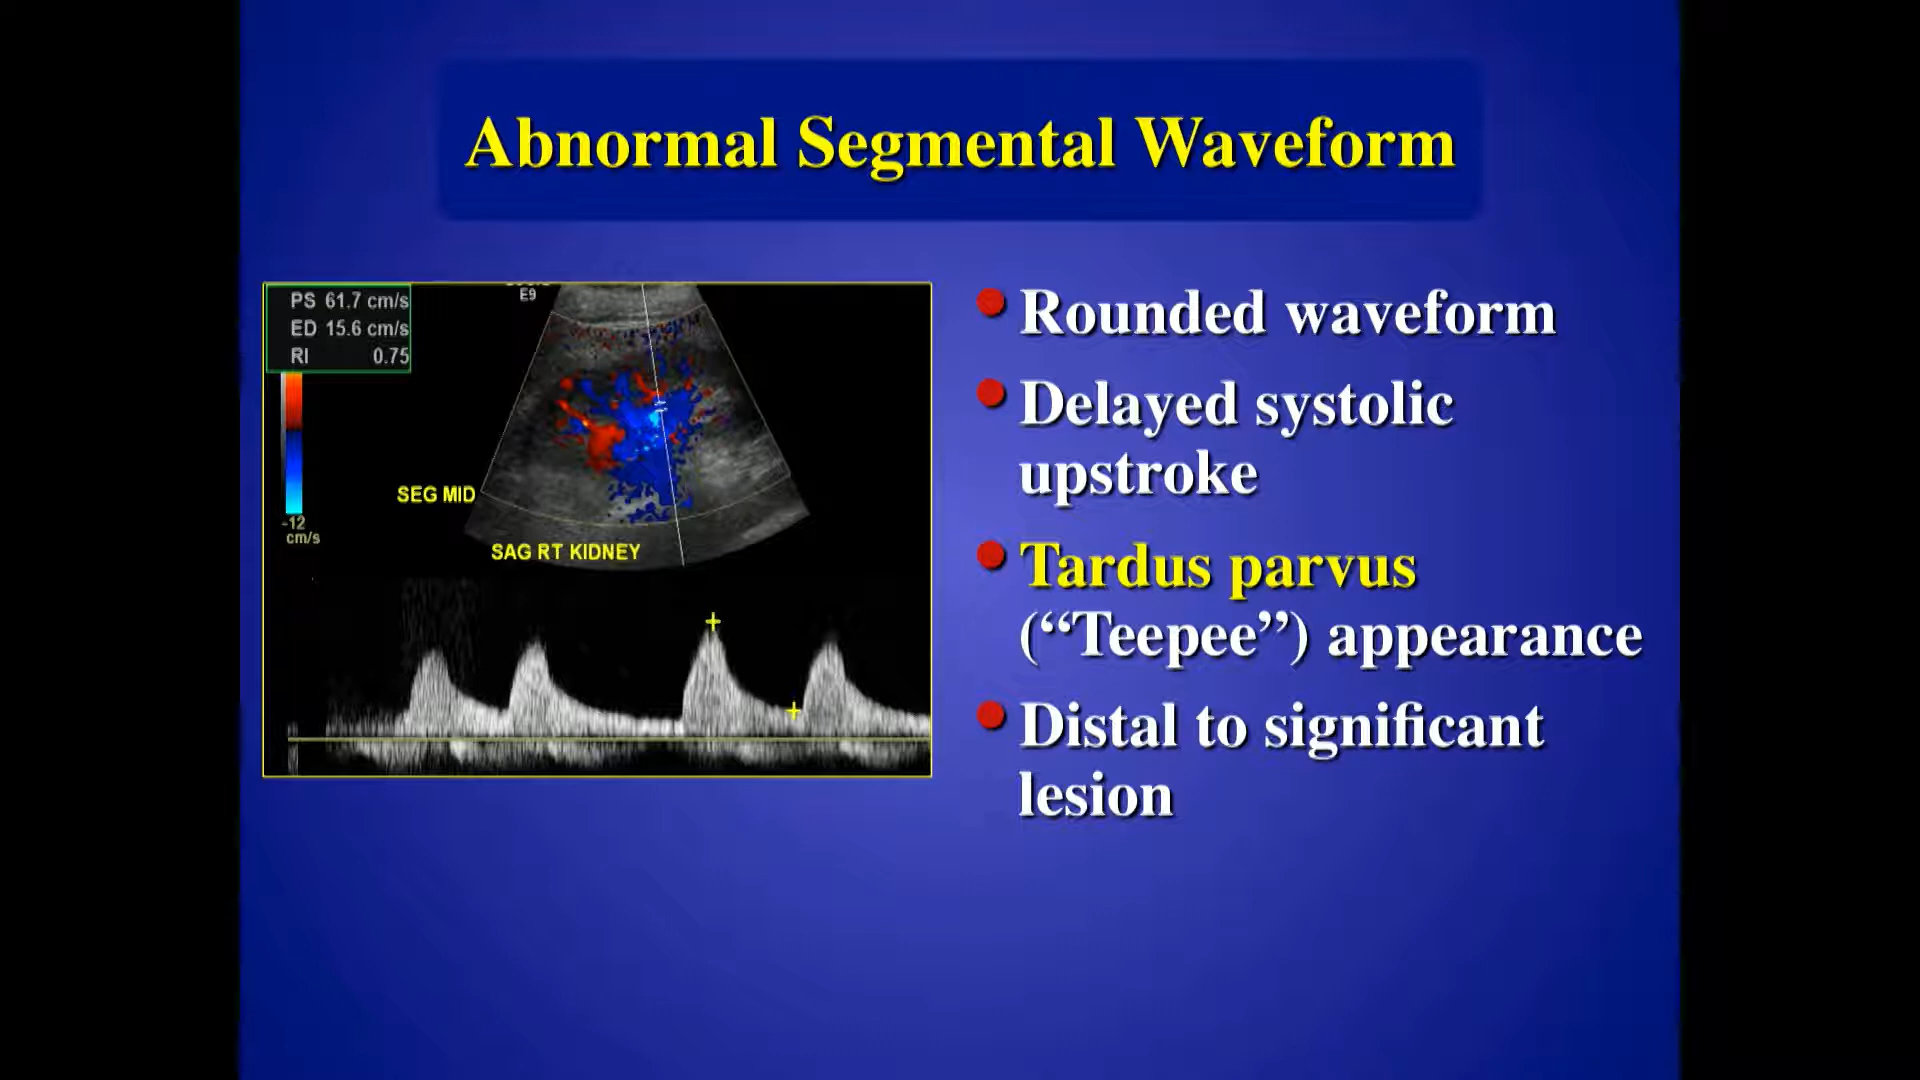 Abnormal Segmental Waveform
PS 61.7 cm/s
ED 15.6 cm/s
RI 0.75
E9
-12
cm/s
SEG MID
SAG RT KIDNEY
• Rounded waveform
• Delayed systolic
upstroke
• Tardus parvus
(“Teepee”) appearance
• Distal to significant
lesion